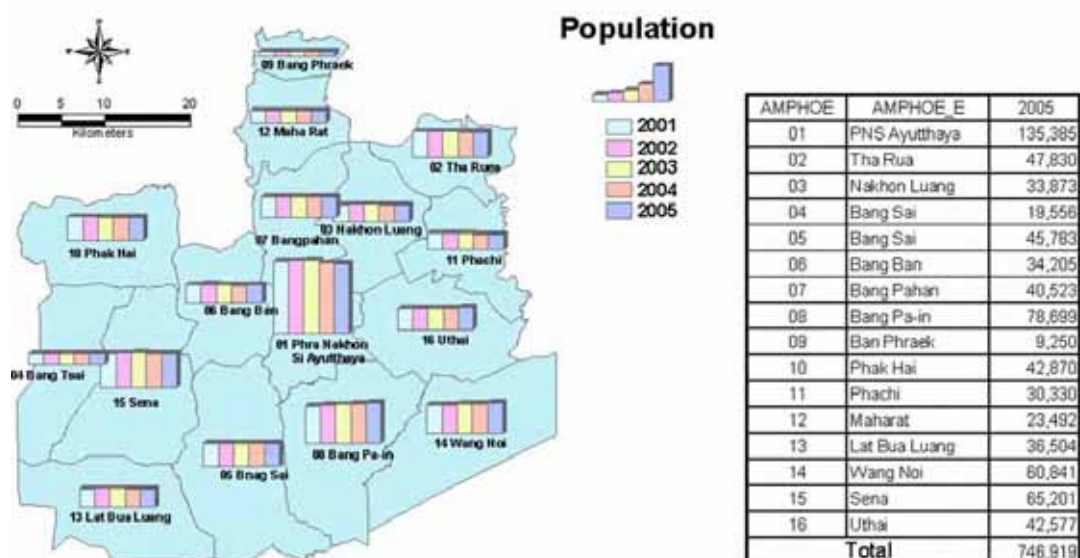 Population
N
0 5 10 20
Kilometers
2001
2002
2003
2004
2005
09 Bang Phraek
12 Maha Rat
02 Tha Rua
07 Bangpahan
03 Nakhon Luang
10 Phak Hai
11 Phachi
06 Bang Ban
01 Phra Nakhon
Si Ayutthaya
16 Uthai
04 Bang Tsai
15 Sena
14 Wang Noi
08 Bang Pa-in
05 Bnag Sai
13 Lat Bua Luang
AMPHOE AMPHOE_E 2005
01 PNS Ayutthaya 135,385
02 Tha Rua 47,830
03 Nakhon Luang 33,873
04 Bang Sai 19,556
05 Bang Sai 45,783
06 Bang Ban 34,205
07 Bang Pahan 40,523
08 Bang Pa-in 78,699
09 Ban Phraek 9,250
10 Phak Hai 42,870
11 Phachi 30,330
12 Maharat 23,492
13 Lat Bua Luang 36,504
14 Wang Noi 60,841
15 Sena 65,201
16 Uthai 42,577
Total 746,919